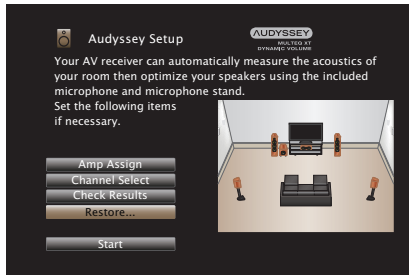 Audyssey Setup
AUDYSSEY
MULTEQ XT
DYNAMIC VOLUME
Your AV receiver can automatically measure the acoustics of
your room then optimize your speakers using the included
microphone and microphone stand.
Set the following items
if necessary.
Amp Assign
Channel Select
Check Results
Restore...
Start